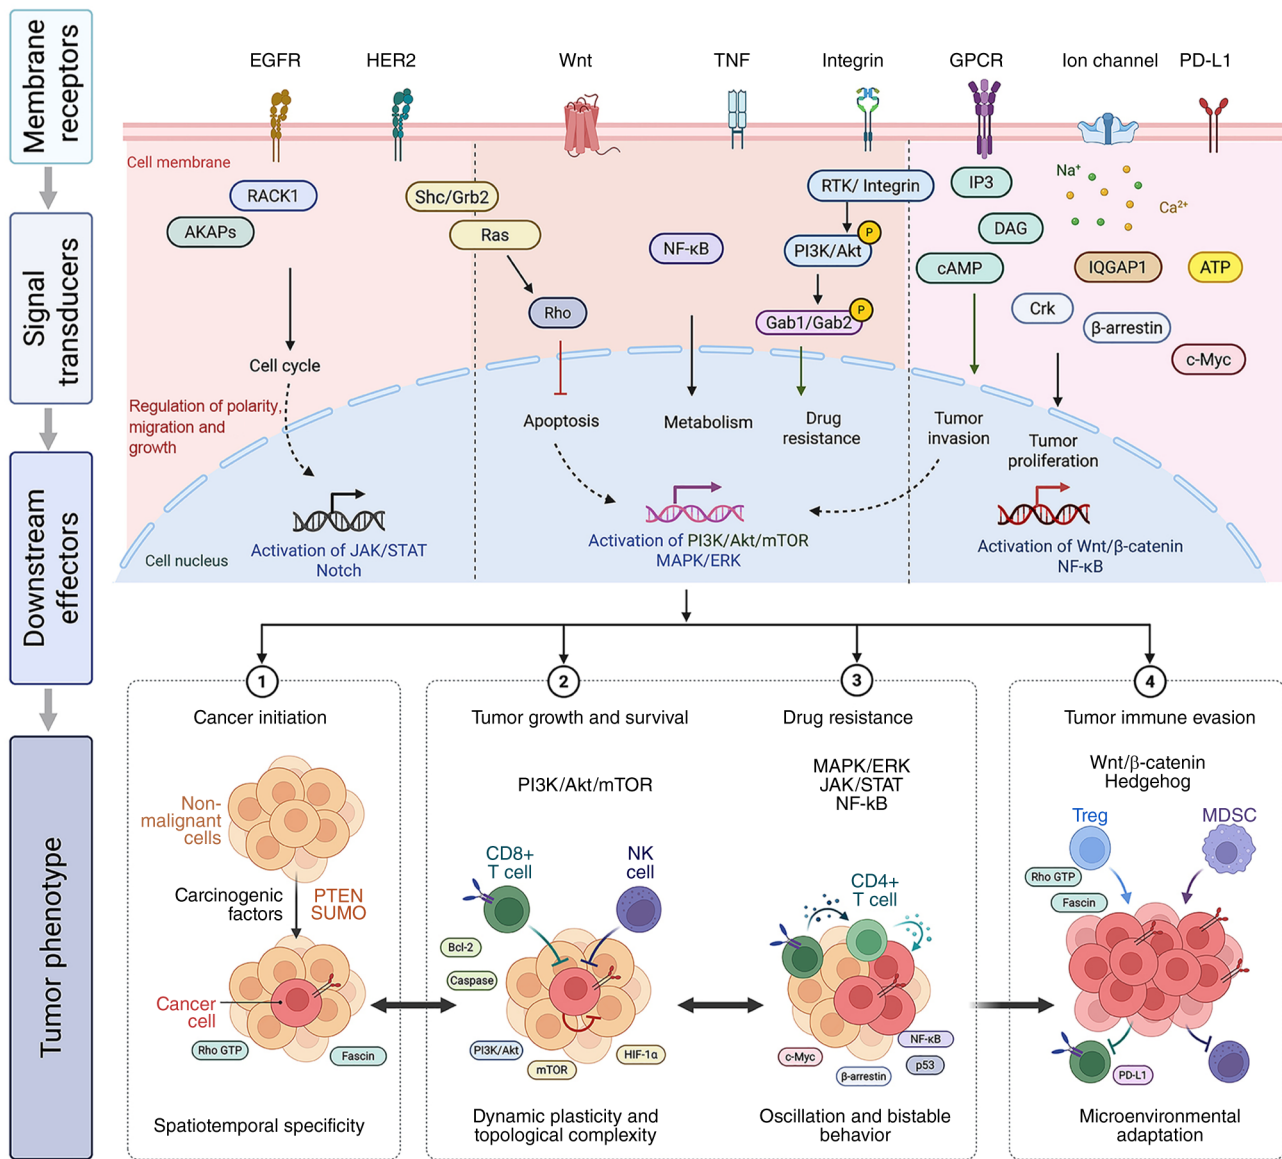 Membrane
receptors
Signal
transducers
Downstream
effectors
Tumor phenotype
EGFR
HER2
Wnt
TNF
Integrin
GPCR
Ion channel
PD-L1
Cell membrane
RACK1
AKAPs
Shc/Grb2
Ras
Rho
NF-κB
RTK/ Integrin
PI3K/Akt
P
Gab1/Gab2
P
IP3
DAG
cAMP
Na⁺
Ca²⁺
IQGAP1
ATP
Crk
β-arrestin
c-Myc
Cell cycle
Regulation of polarity,
migration and
growth
Apoptosis
Metabolism
Drug
resistance
Tumor
invasion
Tumor
proliferation
Cell nucleus
Activation of JAK/STAT
Notch
Activation of PI3K/Akt/mTOR
MAPK/ERK
Activation of Wnt/β-catenin
NF-κB
1
Cancer initiation
Non-
malignant
cells
Carcinogenic
factors
PTEN
SUMO
Cancer
cell
Rho GTP
Fascin
Spatiotemporal specificity
2
Tumor growth and survival
PI3K/Akt/mTOR
CD8+
T cell
NK
cell
Bcl-2
Caspase
PI3K/Akt
mTOR
HIF-1α
Dynamic plasticity and
topological complexity
3
Drug resistance
MAPK/ERK
JAK/STAT
NF-kB
CD4+
T cell
c-Myc
β-arrestin
NF-κB
p53
Oscillation and bistable
behavior
4
Tumor immune evasion
Wnt/β-catenin
Hedgehog
Treg
MDSC
Rho GTP
Fascin
PD-L1
Microenvironmental
adaptation